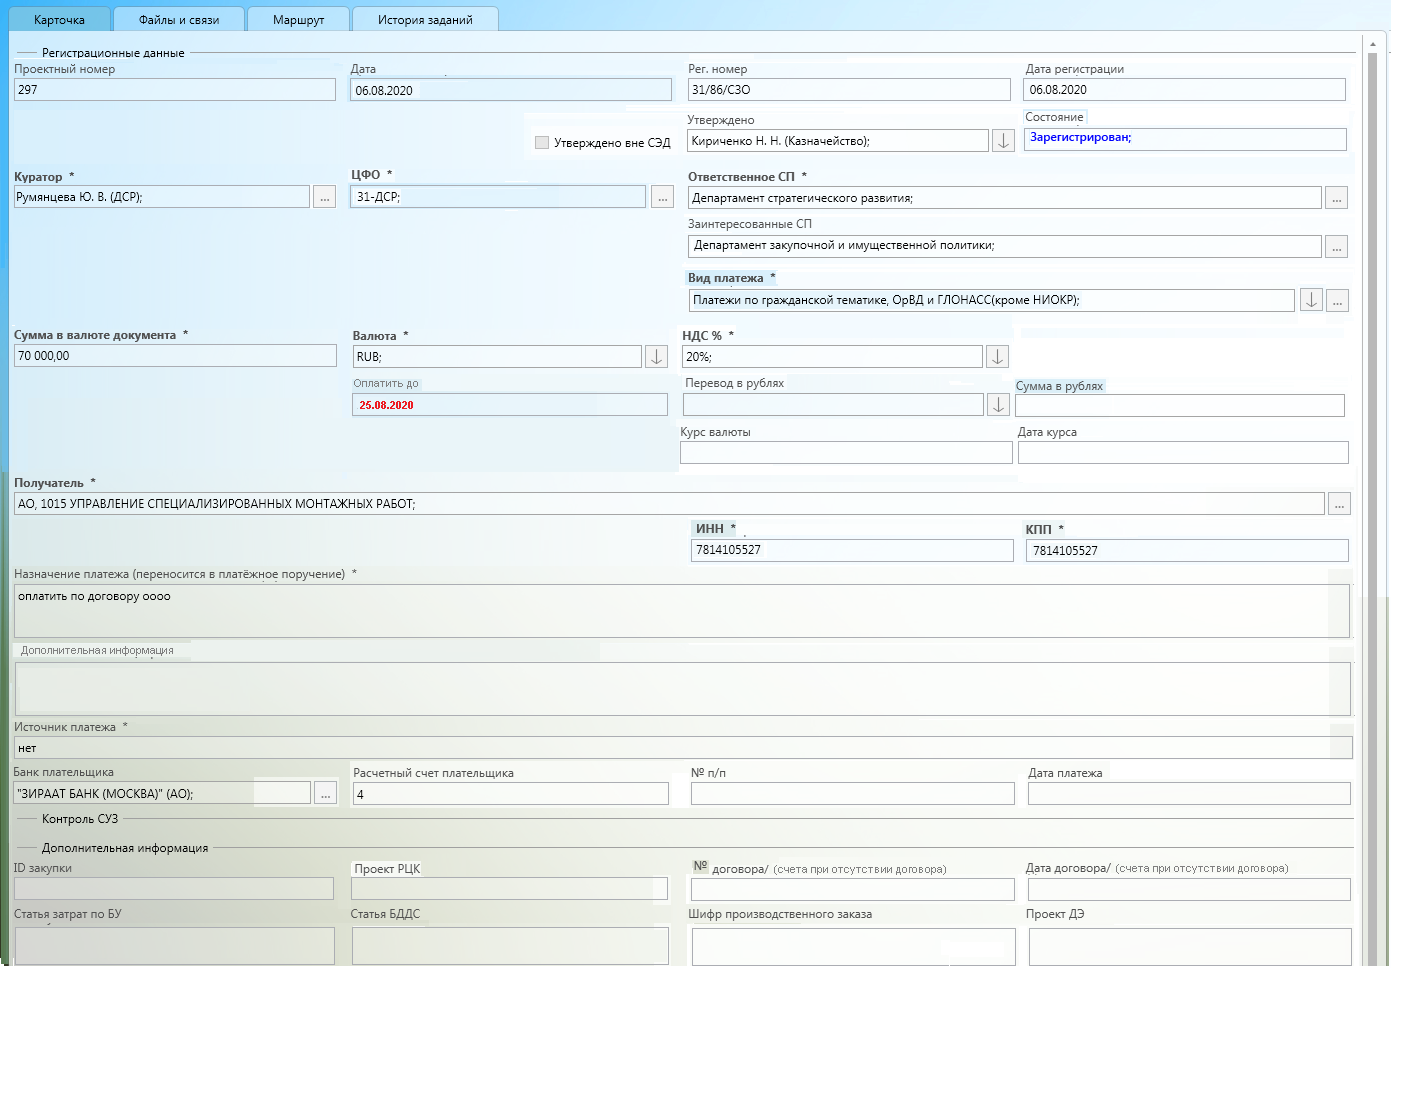 Карточка Файлы и связи Маршрут История заданий
Регистрационные данные
Проектный номер Дата Рег. номер Дата регистрации
297 06.08.2020 31/86/СЗО 06.08.2020
Утверждено Состояние
Утверждено вне СЭД Кириченко Н. Н. (Казначейство); Зарегистрирован;
Куратор * ЦФО * Ответственное СП *
Румянцева Ю. В. (ДСР); ... 31-ДСР; ... Департамент стратегического развития; ...
Заинтересованные СП
Департамент закупочной и имущественной политики; ...
Вид платежа *
Платежи по гражданской тематике, ОрВД и ГЛОНАСС(кроме НИОКР); ...
Сумма в валюте документа * Валюта * НДС % *
70 000,00 RUB; 20%;
Оплатить до Перевод в рублях Сумма в рублях
25.08.2020
Курс валюты Дата курса
Получатель *
АО, 1015 УПРАВЛЕНИЕ СПЕЦИАЛИЗИРОВАННЫХ МОНТАЖНЫХ РАБОТ; ...
ИНН * КПП *
7814105527 7814105527
Назначение платежа (переносится в платёжное поручение) *
оплатить по договору оооо
Дополнительная информация
Источник платежа *
нет
Банк плательщика Расчетный счет плательщика № п/п Дата платежа
"ЗИРААТ БАНК (МОСКВА)" (АО); ... 4
Контроль СУЗ
Дополнительная информация
ID закупки Проект РЦК № договора/ (счета при отсутствии договора) Дата договора/ (счета при отсутствии договора)
Статья затрат по БУ Статья БДДС Шифр производственного заказа Проект ДЭ